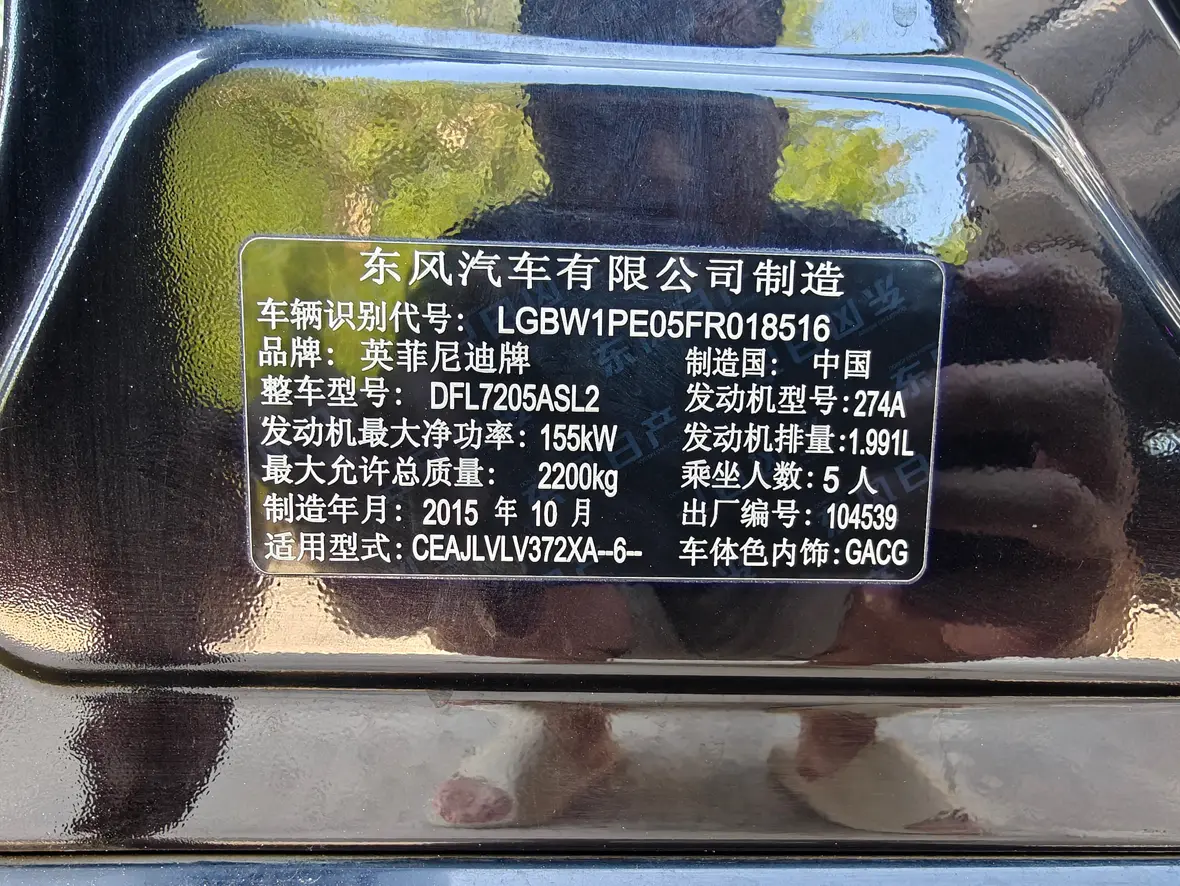 东风汽车有限公司制造
车辆识别代号： LGBW1PE05FR018516
品牌： 英菲尼迪牌 制造国： 中国
整车型号： DFL7205ASL2 发动机型号：274A
发动机最大净功率：155kW 发动机排量：1.991L
最大允许总质量： 2200kg 乘坐人数：5 人
制造年月： 2015 年 10 月 出厂编号： 104539
适用型式：CEAJLVLV372XA--6-- 车体色内饰：GACG